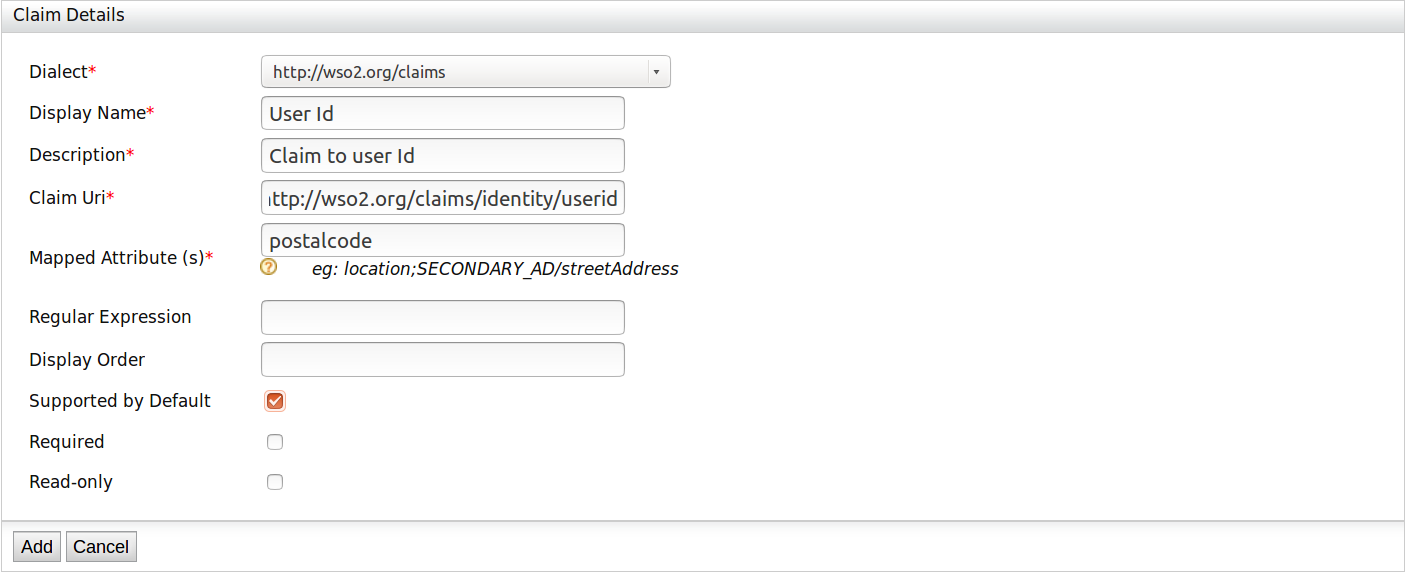 Claim Details
Dialect* http://wso2.org/claims
Display Name* User Id
Description* Claim to user Id
Claim Uri* ttp://wso2.org/claims/identity/userid
Mapped Attribute (s)* postalcode
eg: location;SECONDARY_AD/streetAddress
Regular Expression
Display Order
Supported by Default
Required
Read-only
Add Cancel